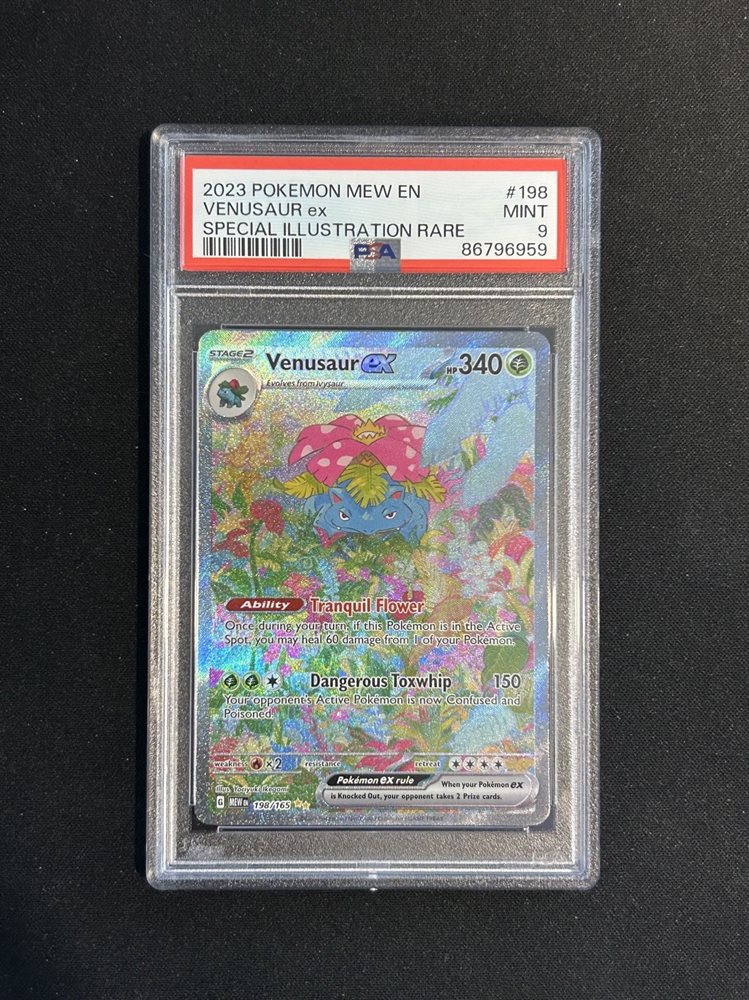 2023 POKEMON MEW EN #198
VENUSAUR ex MINT
SPECIAL ILLUSTRATION RARE 9
PSA 86796959
STAGE2 Venusaur ex HP 340
Evolves from Ivysaur
Ability Tranquil Flower
Once during your turn, if this Pokémon is in the Active
Spot, you may heal 60 damage from 1 of your Pokémon.
Dangerous Toxwhip 150
Your opponent's Active Pokémon is now Confused and
Poisoned.
weakness ×2 resistance retreat
Pokémon ex rule When your Pokémon ex
is Knocked Out, your opponent takes 2 Prize cards.
Illus. Yoriyuki Ikegami
G MEW EN 198/165